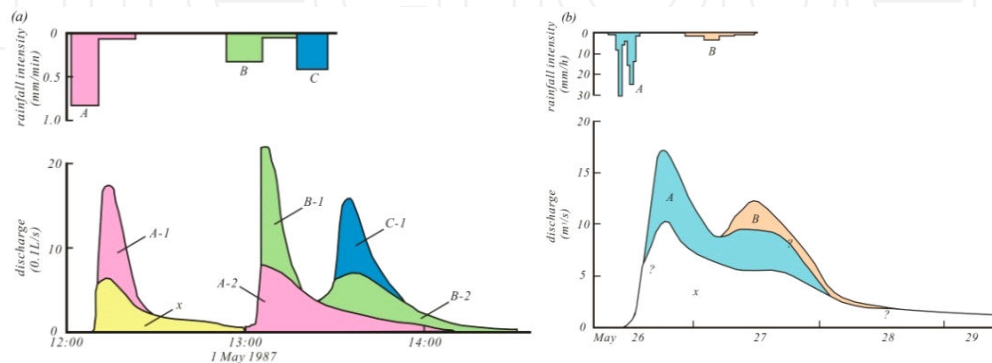 (a)
rainfall intensity
(mm/min)
0
0.5
1.0
A
B
C
discharge
(0.1L/s)
20
10
0
A-1
x
A-2
B-1
C-1
B-2
12:00
13:00
14:00
1 May 1987
(b)
rainfall intensity
(mm/h)
0
10
20
30
A
B
discharge
(m³/s)
20
15
10
5
0
A
B
?
?
x
?
May 26
27
28
29